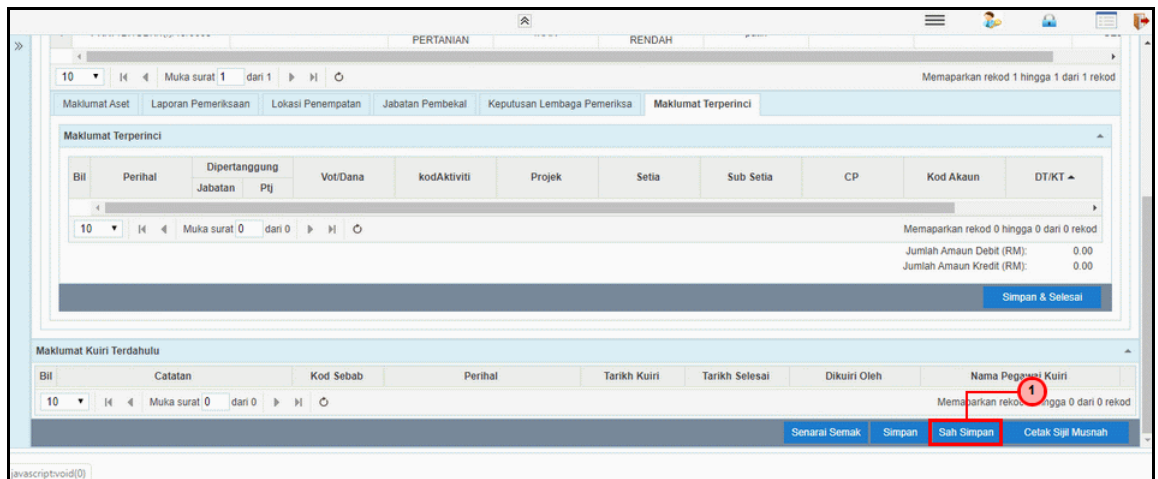 PERTANIAN RENDAH
10 Muka surat 1 dari 1 Memaparkan rekod 1 hingga 1 dari 1 rekod
Maklumat Aset Laporan Pemeriksaan Lokasi Penempatan Jabatan Pembekal Keputusan Lembaga Pemeriksa Maklumat Terperinci
Maklumat Terperinci
Bil Perihal Dipertanggung Vot/Dana kodAktiviti Projek Setia Sub Setia CP Kod Akaun DT/KT
Jabatan Ptj
10 Muka surat 0 dari 0 Memaparkan rekod 0 hingga 0 dari 0 rekod
Jumlah Amaun Debit (RM): 0.00
Jumlah Amaun Kredit (RM): 0.00
Simpan & Selesai
Maklumat Kuiri Terdahulu
Bil Catatan Kod Sebab Perihal Tarikh Kuiri Tarikh Selesai Dikuiri Oleh Nama Pegawai Kuiri
1
10 Muka surat 0 dari 0 Memaparkan rekod hingga 0 dari 0 rekod
Senarai Semak Simpan Sah Simpan Cetak Sijil Musnah
javascript:void(0)